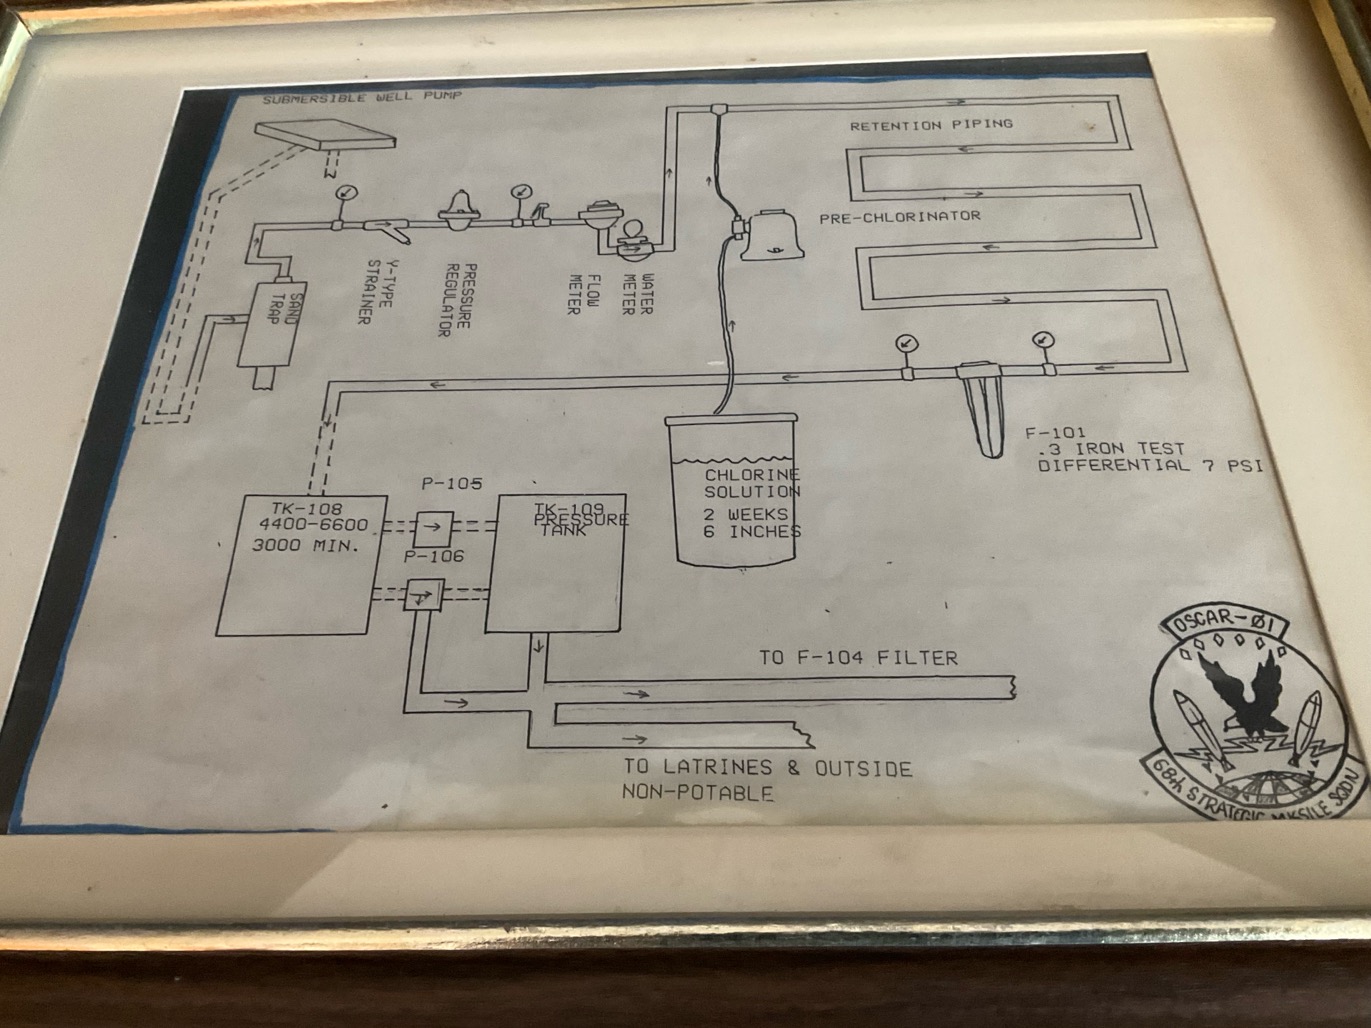 SUBMERSIBLE WELL PUMP
RETENTION PIPING
PRE-CHLORINATOR
Y-TYPE
STRAINER
PRESSURE
REGULATOR
FLOW
METER
WATER
METER
SAND
TRAP
F-101
.3 IRON TEST
DIFFERENTIAL 7 PSI
CHLORINE
SOLUTION
2 WEEKS
6 INCHES
P-105
TK-108
4400-6600
3000 MIN.
TK-109
PRESSURE
TANK
P-106
TO F-104 FILTER
TO LATRINES & OUTSIDE
NON-POTABLE
OSCAR-Ø1
68th STRATEGIC MISSILE SQDN